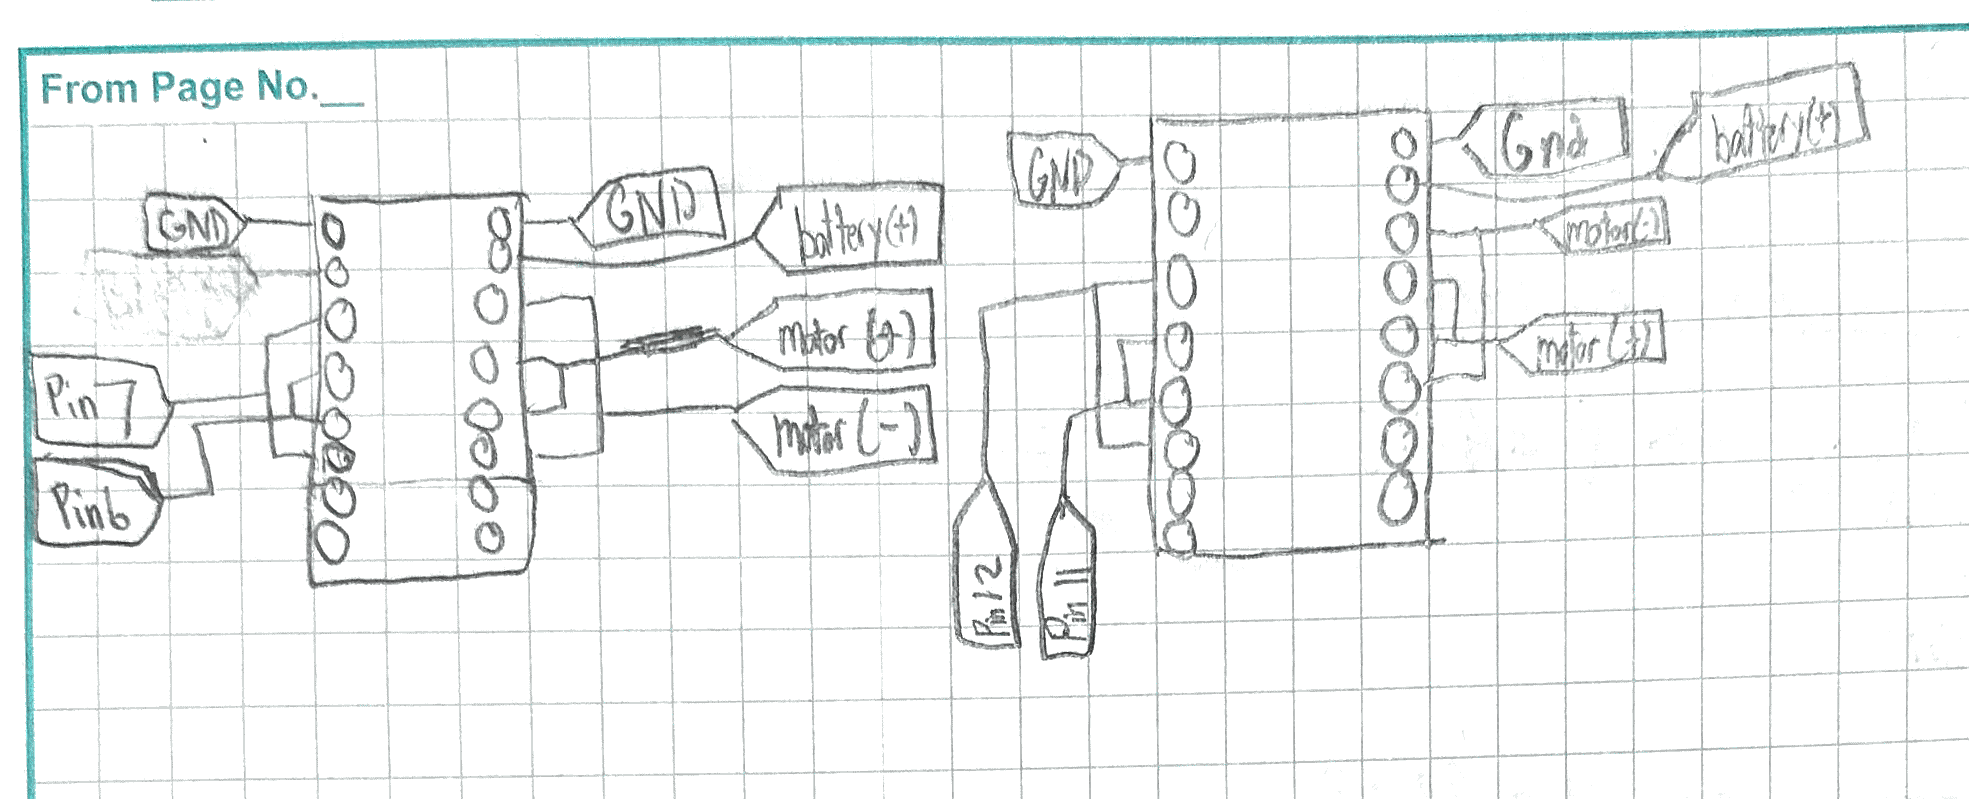 From Page No.__
GND
GND
battery(+)
motor (+)
motor (-)
Pin 7
Pin6
GND
Gnd
battery(+)
motor(-)
motor (+)
Pin 12
Pin 11